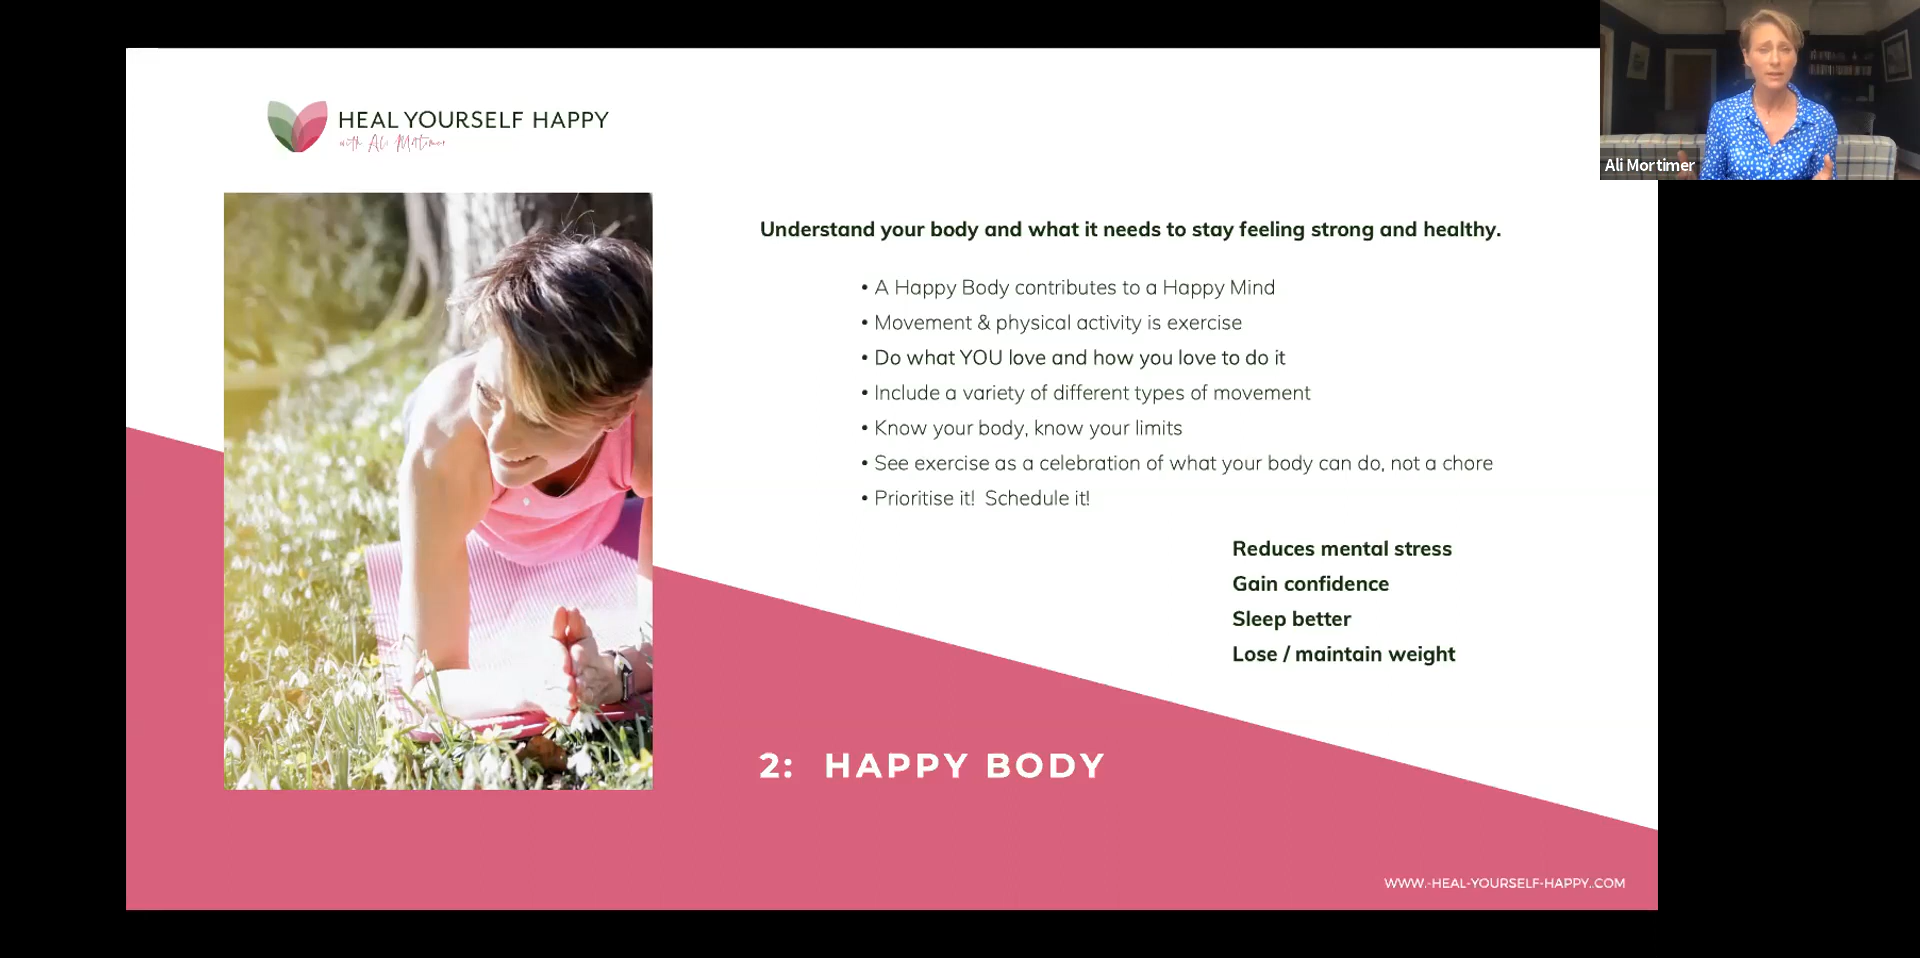 HEAL YOURSELF HAPPY
with Ali Mortimer
Ali Mortimer
Understand your body and what it needs to stay feeling strong and healthy.
• A Happy Body contributes to a Happy Mind
• Movement & physical activity is exercise
• Do what YOU love and how you love to do it
• Include a variety of different types of movement
• Know your body, know your limits
• See exercise as a celebration of what your body can do, not a chore
• Prioritise it!  Schedule it!
Reduces mental stress
Gain confidence
Sleep better
Lose / maintain weight
2:  HAPPY BODY
WWW.-HEAL-YOURSELF-HAPPY..COM